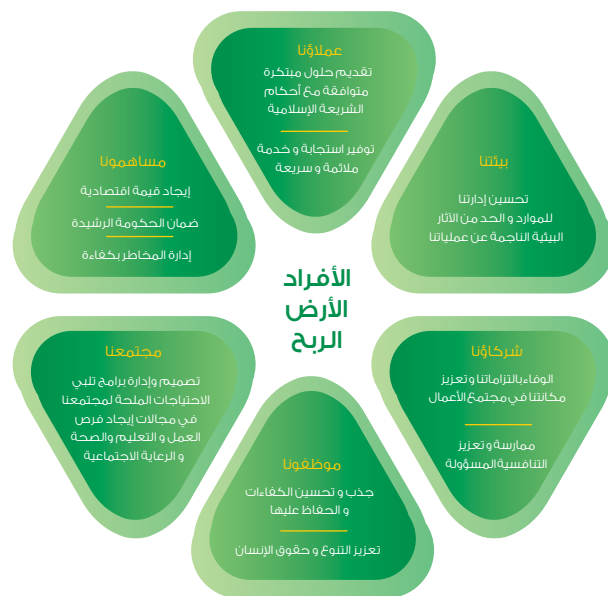 عملاؤنا
تقديم حلول مبتكرة
متوافقة مع أحكام
الشريعة الإسلامية
توفير استجابة و خدمة
ملائمة و سريعة
بيئتنا
تحسين إدارتنا
للموارد و الحد من الآثار
البيئية الناجمة عن عملياتنا
مساهمونا
إيجاد قيمة اقتصادية
ضمان الحكومة الرشيدة
إدارة المخاطر بكفاءة
الأفراد
الأرض
الربح
شركاؤنا
الوفاء بالتزاماتنا و تعزيز
مكانتنا في مجتمع الأعمال
ممارسة و تعزيز
التنافسية المسؤولة
مجتمعنا
تصميم وإدارة برامج تلبي
الاحتياجات الملحة لمجتمعنا
في مجالات إيجاد فرص
العمل و التعليم والصحة
و الرعاية الاجتماعية
موظفونا
جذب و تحسين الكفاءات
و الحفاظ عليها
تعزيز التنوع و حقوق الإنسان